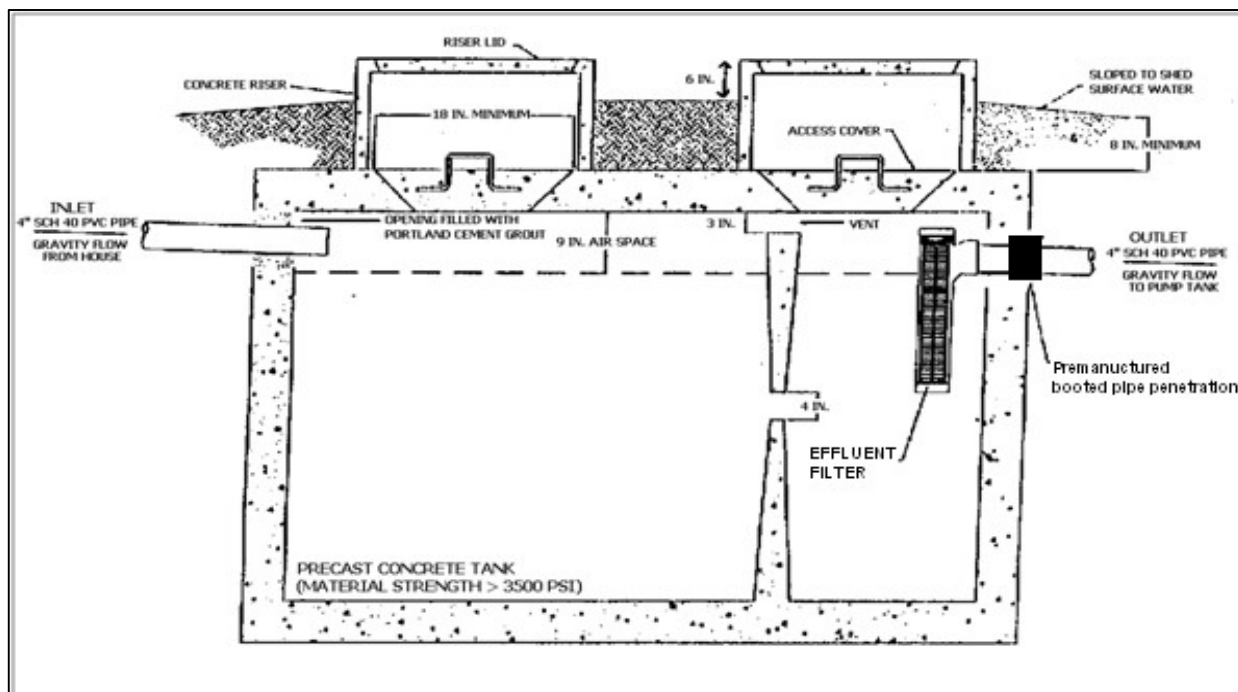 RISER LID
CONCRETE RISER
6 IN.
SLOPED TO SHED
SURFACE WATER
18 IN. MINIMUM
ACCESS COVER
8 IN. MINIMUM
INLET
4" SCH 40 PVC PIPE
GRAVITY FLOW
FROM HOUSE
OPENING FILLED WITH
PORTLAND CEMENT GROUT
9 IN. AIR SPACE
3 IN.
VENT
OUTLET
4" SCH 40 PVC PIPE
GRAVITY FLOW
TO PUMP TANK
Premanuctured
booted pipe penetration
4 IN.
EFFLUENT
FILTER
PRECAST CONCRETE TANK
(MATERIAL STRENGTH > 3500 PSI)